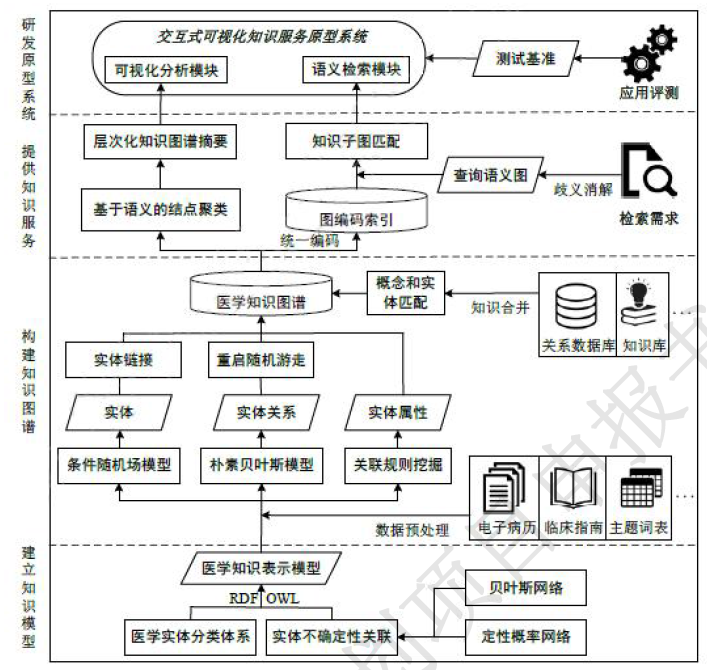 研发原型系统
交互式可视化知识服务原型系统
可视化分析模块
语义检索模块
测试基准
应用评测
提供知识服务
层次化知识图谱摘要
知识子图匹配
查询语义图
歧义消解
检索需求
基于语义的结点聚类
图编码索引
统一编码
构建知识图谱
医学知识图谱
概念和实
体匹配
知识合并
关系数据库
知识库
...
实体链接
重启随机游走
实体
实体关系
实体属性
条件随机场模型
朴素贝叶斯模型
关联规则挖掘
数据预处理
电子病历
临床指南
主题词表
...
建立知识模型
医学知识表示模型
RDF OWL
医学实体分类体系
实体不确定性关联
贝叶斯网络
定性概率网络
项目申报书